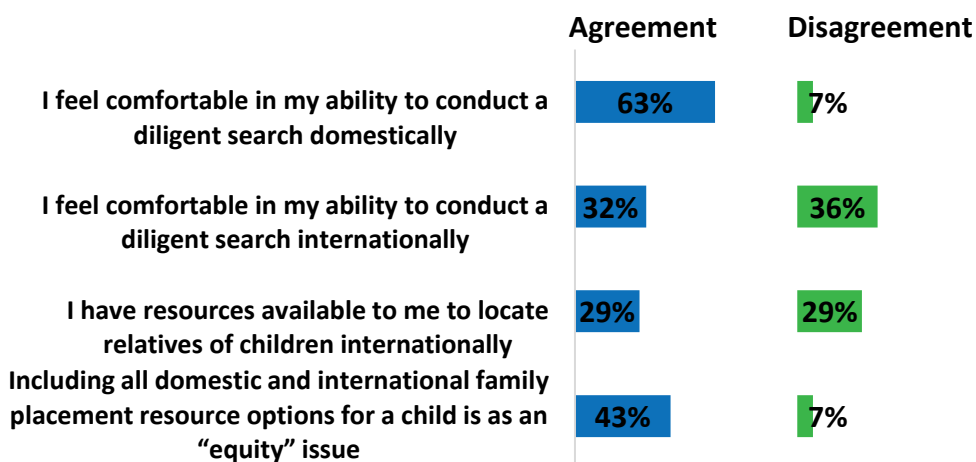 Agreement Disagreement
I feel comfortable in my ability to conduct a
diligent search domestically
63% 7%
I feel comfortable in my ability to conduct a
diligent search internationally
32% 36%
I have resources available to me to locate
relatives of children internationally
29% 29%
Including all domestic and international family
placement resource options for a child is as an
“equity” issue
43% 7%